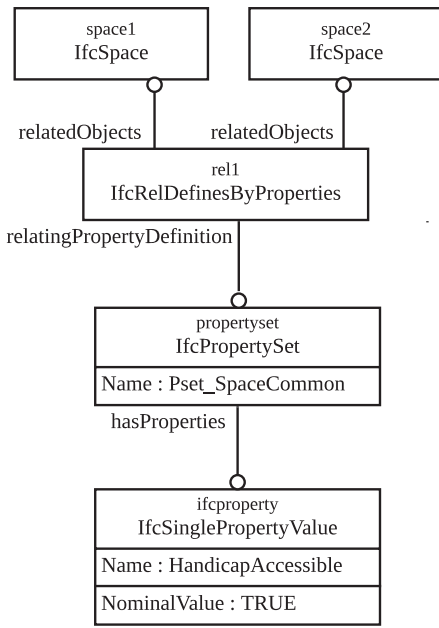 space1
IfcSpace
space2
IfcSpace
relatedObjects
relatedObjects
rel1
IfcRelDefinesByProperties
relatingPropertyDefinition
propertyset
IfcPropertySet
Name : Pset_SpaceCommon
hasProperties
ifcproperty
IfcSinglePropertyValue
Name : HandicapAccessible
NominalValue : TRUE